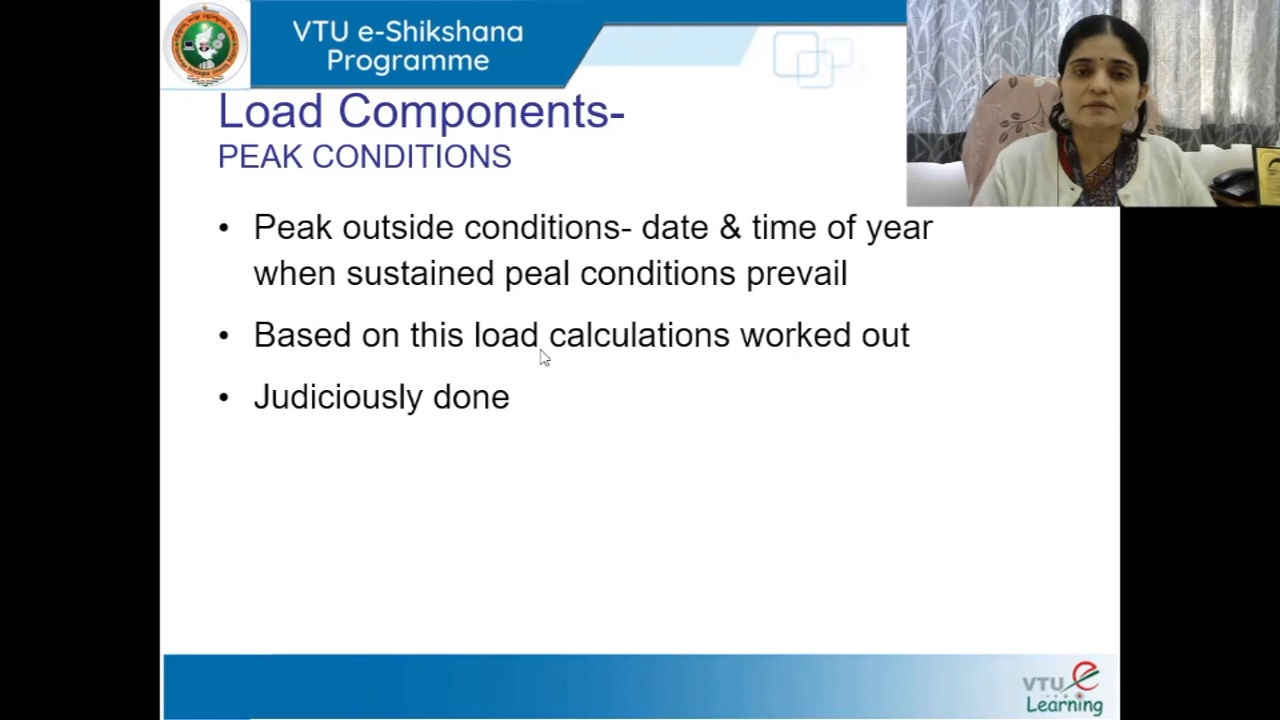 VTU e-Shikshana
Programme
Load Components-
PEAK CONDITIONS
• Peak outside conditions- date & time of year
when sustained peal conditions prevail
• Based on this load calculations worked out
• Judiciously done
VTU e
Learning